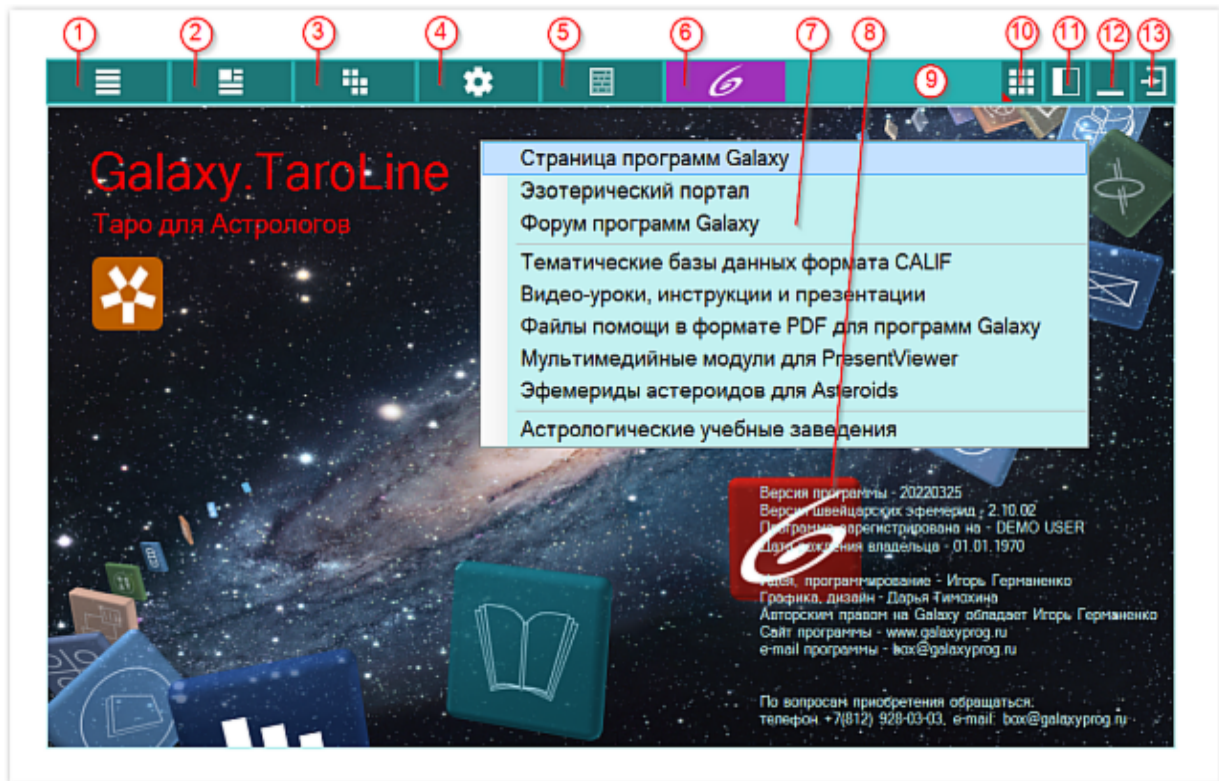 1 2 3 4 5 6 7 8 10 11 12 13
9
Galaxy.TaroLine
Таро для Астрологов
Страница программ Galaxy
Эзотерический портал
Форум программ Galaxy
Тематические базы данных формата CALIF
Видео-уроки, инструкции и презентации
Файлы помощи в формате PDF для программ Galaxy
Мультимедийные модули для PresentViewer
Эфемериды астероидов для Asteroids
Астрологические учебные заведения
Версия программы - 20220325
Версия швейцарских эфемерид - 2.10.02
Программа зарегистрирована на - DEMO USER
Дата рождения владельца - 01.01.1970
Идея, программирование - Игорь Германенко
Графика, дизайн - Дарья Тимохина
Авторским правом на Galaxy обладает Игорь Германенко
Сайт программы - www.galaxyprog.ru
e-mail программы - box@galaxyprog.ru
По вопросам приобретения обращаться:
телефон +7(812) 928-03-03, e-mail: box@galaxyprog.ru